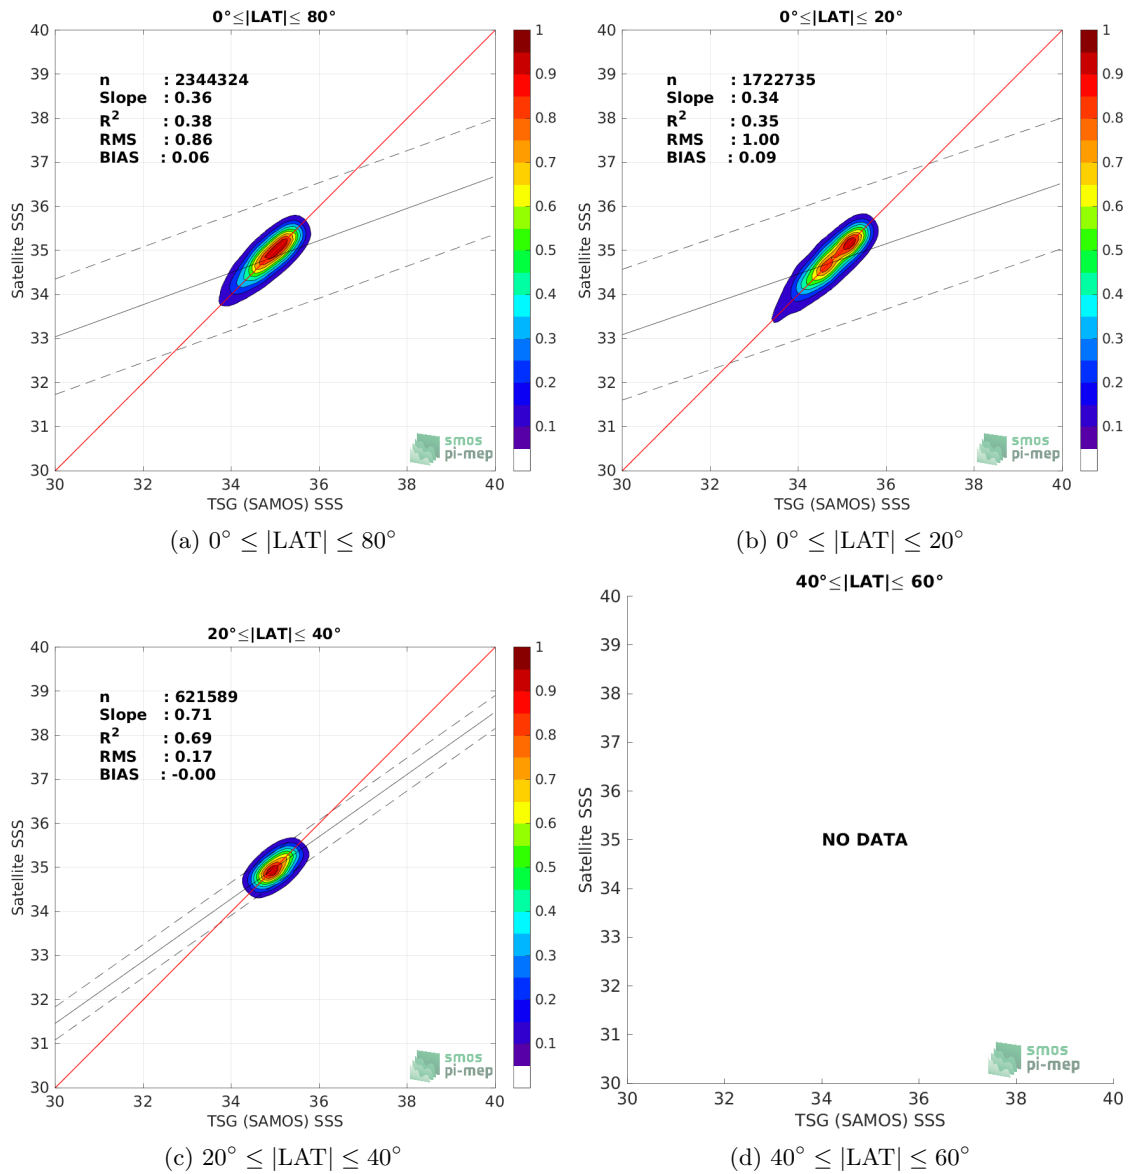 0°≤|LAT|≤ 80°
40
39
38
37
36
35
34
33
32
31
30
Satellite SSS
n : 2344324
Slope : 0.36
R² : 0.38
RMS : 0.86
BIAS : 0.06
smos
pi-mep
30 32 34 36 38 40
TSG (SAMOS) SSS
1
0.9
0.8
0.7
0.6
0.5
0.4
0.3
0.2
0.1
(a) 0° ≤ |LAT| ≤ 80°
0°≤|LAT|≤ 20°
40
39
38
37
36
35
34
33
32
31
30
Satellite SSS
n : 1722735
Slope : 0.34
R² : 0.35
RMS : 1.00
BIAS : 0.09
smos
pi-mep
30 32 34 36 38 40
TSG (SAMOS) SSS
1
0.9
0.8
0.7
0.6
0.5
0.4
0.3
0.2
0.1
(b) 0° ≤ |LAT| ≤ 20°
20°≤|LAT|≤ 40°
40
39
38
37
36
35
34
33
32
31
30
Satellite SSS
n : 621589
Slope : 0.71
R² : 0.69
RMS : 0.17
BIAS : -0.00
smos
pi-mep
30 32 34 36 38 40
TSG (SAMOS) SSS
1
0.9
0.8
0.7
0.6
0.5
0.4
0.3
0.2
0.1
(c) 20° ≤ |LAT| ≤ 40°
40°≤|LAT|≤ 60°
40
39
38
37
36
35
34
33
32
31
30
Satellite SSS
NO DATA
smos
pi-mep
30 32 34 36 38 40
TSG (SAMOS) SSS
(d) 40° ≤ |LAT| ≤ 60°